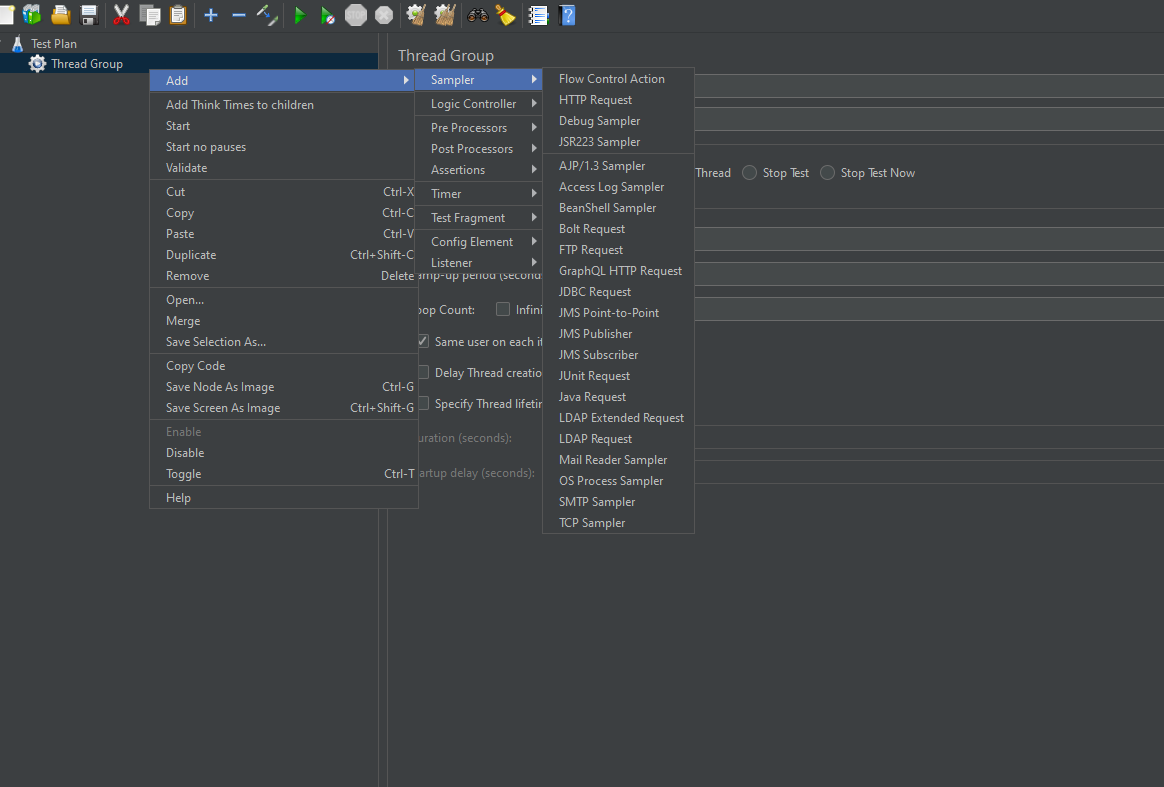 Test Plan
Thread Group
Thread Group
Add
Add Think Times to children
Start
Start no pauses
Validate
Cut Ctrl-X
Copy Ctrl-C
Paste Ctrl-V
Duplicate Ctrl+Shift-C
Remove Delete
Open...
Merge
Save Selection As...
Copy Code
Save Node As Image Ctrl-G
Save Screen As Image Ctrl+Shift-G
Enable
Disable
Toggle Ctrl-T
Help
Sampler
Logic Controller
Pre Processors
Post Processors
Assertions
Timer
Test Fragment
Config Element
Listener
Flow Control Action
HTTP Request
Debug Sampler
JSR223 Sampler
AJP/1.3 Sampler
Access Log Sampler
BeanShell Sampler
Bolt Request
FTP Request
GraphQL HTTP Request
JDBC Request
JMS Point-to-Point
JMS Publisher
JMS Subscriber
JUnit Request
Java Request
LDAP Extended Request
LDAP Request
Mail Reader Sampler
OS Process Sampler
SMTP Sampler
TCP Sampler
Thread Stop Test Stop Test Now
amp-up period (seconds
oop Count: Infini
Same user on each it
Delay Thread creatio
Specify Thread lifetin
uration (seconds):
artup delay (seconds):